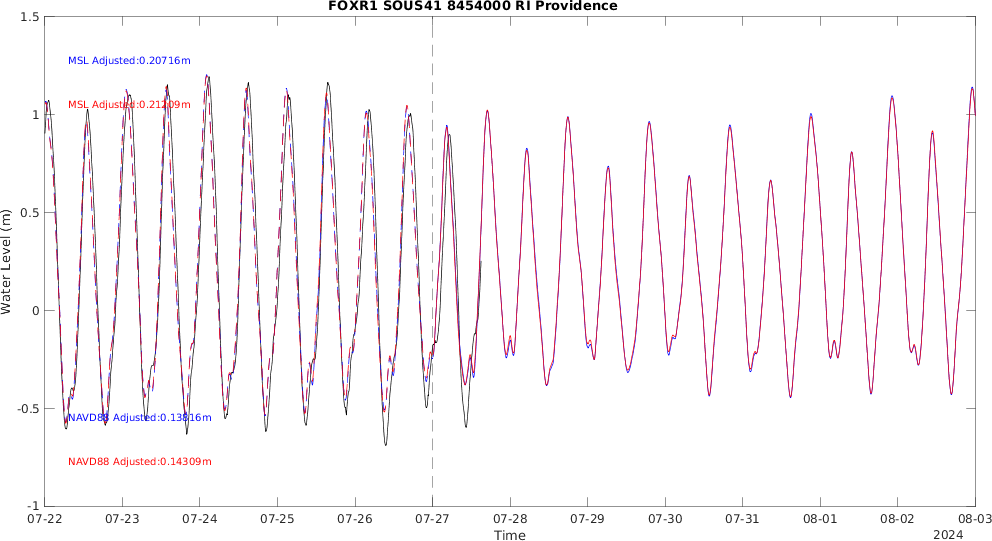 FOXR1 SOUS41 8454000 RI Providence
1.5
MSL Adjusted:0.20716m
MSL Adjusted:0.21209m
1
0.5
Water Level (m)
0
-0.5
NAVD88 Adjusted:0.13816m
NAVD88 Adjusted:0.14309m
-1
07-22 07-23 07-24 07-25 07-26 07-27 07-28 07-29 07-30 07-31 08-01 08-02 08-03
Time
2024